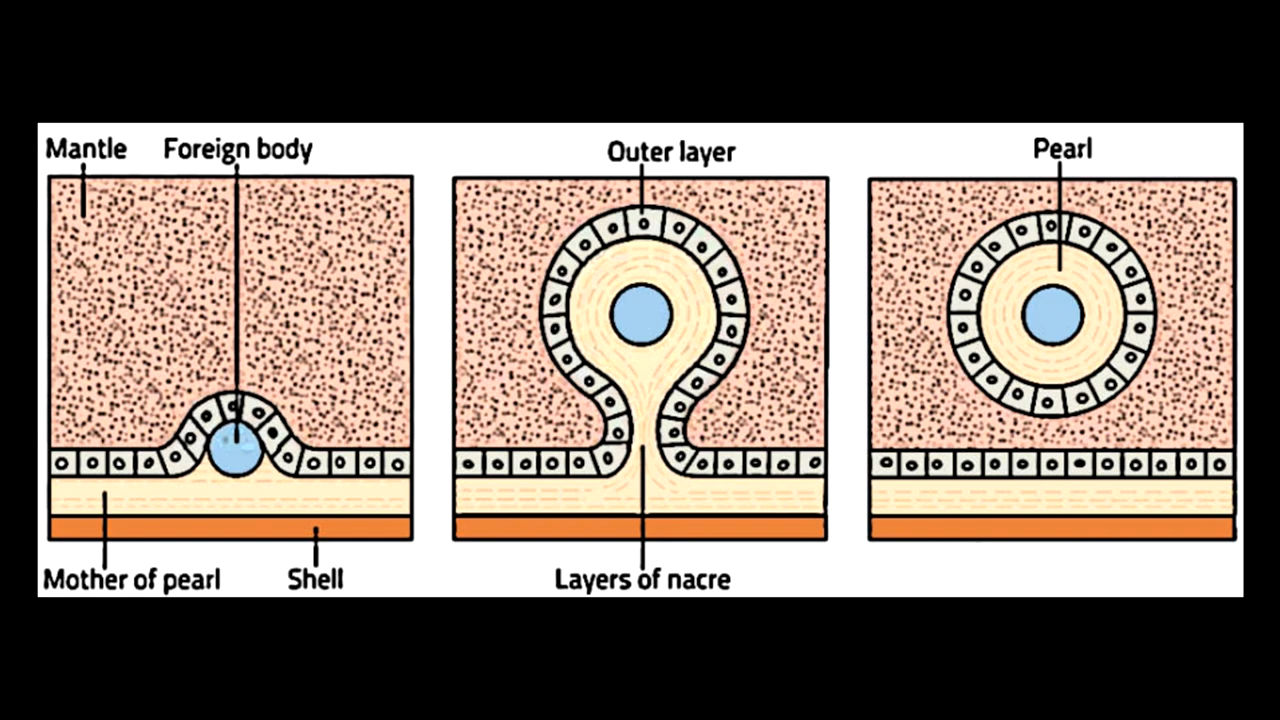 Mantle
Foreign body
Outer layer
Pearl
Mother of pearl
Shell
Layers of nacre